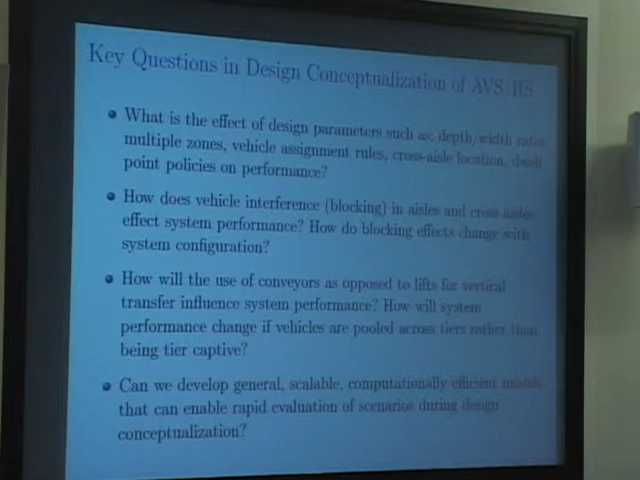 Key Questions in Design Conceptualization of AVS/RS
What is the effect of design parameters such as: depth/width ratio,
multiple zones, vehicle assignment rules, cross-aisle location, dwell
point policies on performance?
How does vehicle interference (blocking) in aisles and cross aisles
effect system performance? How do blocking effects change with
system configuration?
How will the use of conveyors as opposed to lifts for vertical
transfer influence system performance? How will system
performance change if vehicles are pooled across tiers rather than
being tier captive?
Can we develop general, scalable, computationally efficient models
that can enable rapid evaluation of scenarios during design
conceptualization?